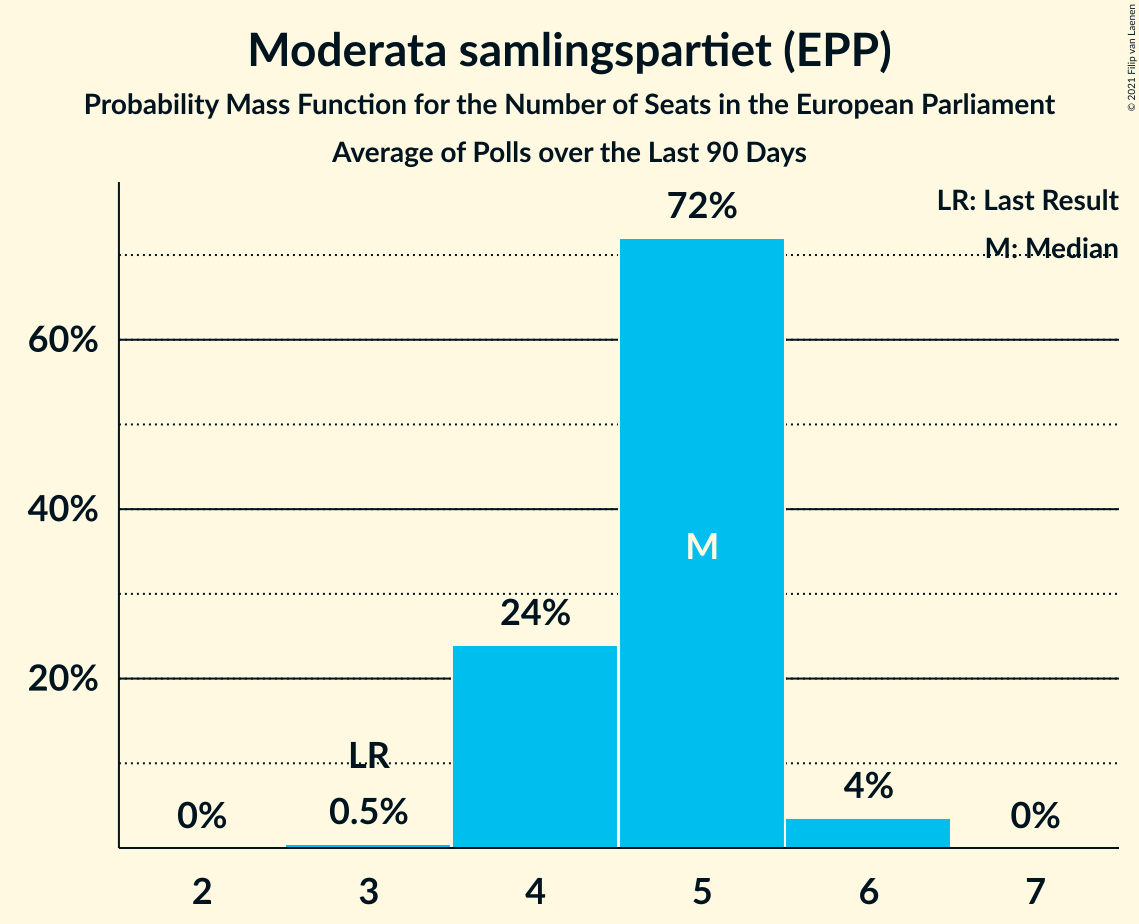 Moderata samlingspartiet (EPP)
Probability Mass Function for the Number of Seats in the European Parliament
Average of Polls over the Last 90 Days
© 2021 Filip van Laenen
LR: Last Result
M: Median
72%
60%
40%
M
24%
20%
LR
0%
0.5%
4%
0%
2 3 4 5 6 7